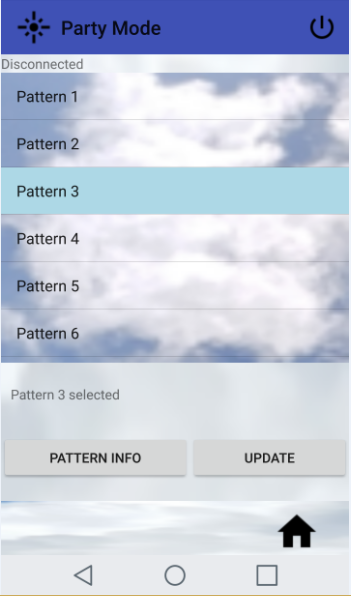 Party Mode
Disconnected
Pattern 1
Pattern 2
Pattern 3
Pattern 4
Pattern 5
Pattern 6
Pattern 3 selected
PATTERN INFO UPDATE